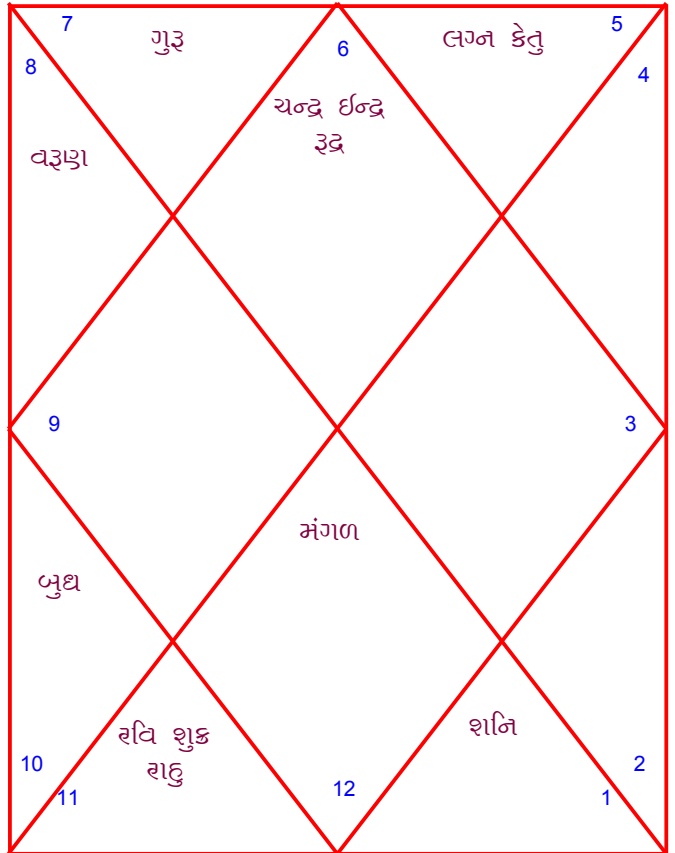 7 ગુરૂ 6 લગ્ન કેતુ 5
8 4
ચન્દ્ર ઈન્દ્ર
રૂદ્ર
વરૂણ
9 3
મંગળ
બુધ
રવિ શુક્ર
રાહુ
શનિ
10 12 2
11 1